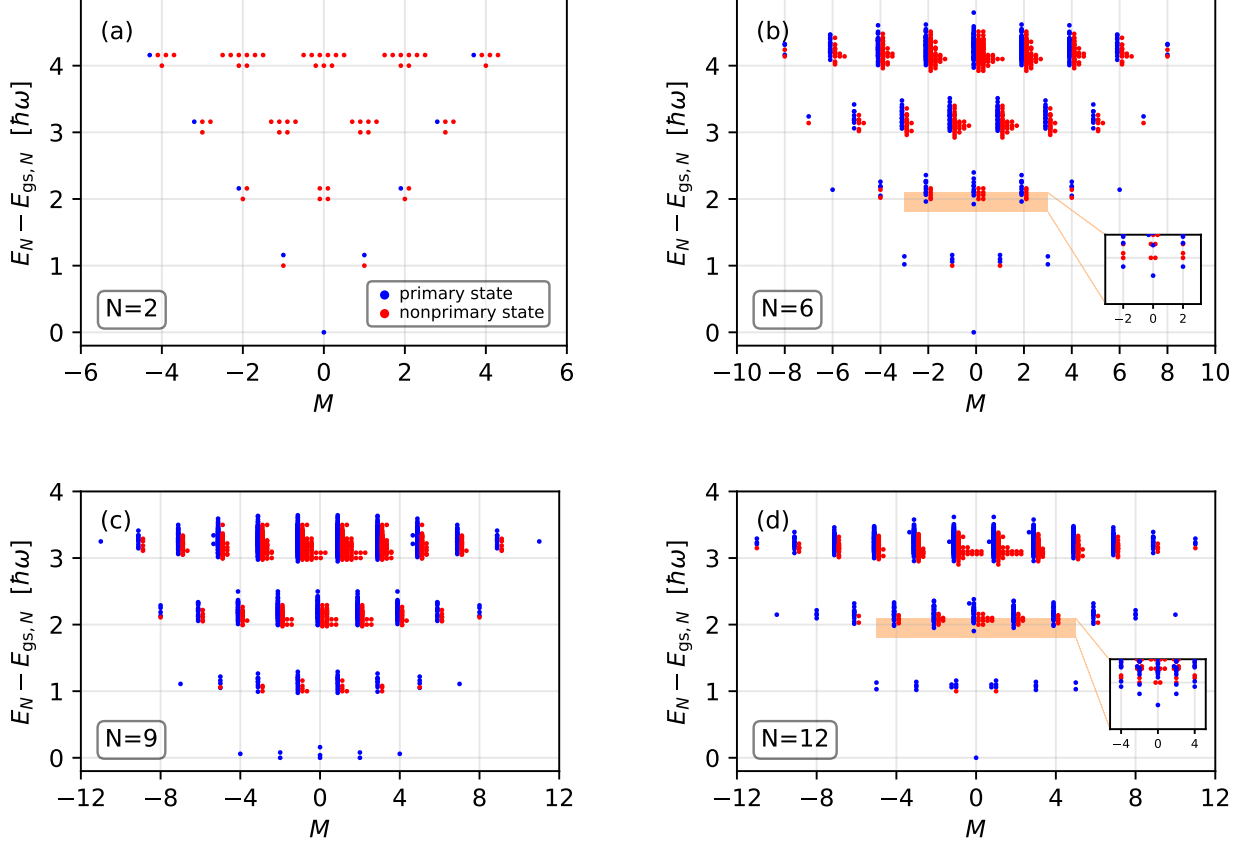 (a)
4
3
2
1
0
E_N − E_gs,N [ħω]
N=2
primary state
nonprimary state
−6 −4 −2 0 2 4 6
M
(b)
4
3
2
1
0
E_N − E_gs,N [ħω]
N=6
−2 0 2
−10 −8 −6 −4 −2 0 2 4 6 8 10
M
(c)
4
3
2
1
0
E_N − E_gs,N [ħω]
N=9
−12 −8 −4 0 4 8 12
M
(d)
4
3
2
1
0
E_N − E_gs,N [ħω]
N=12
−4 0 4
−12 −8 −4 0 4 8 12
M